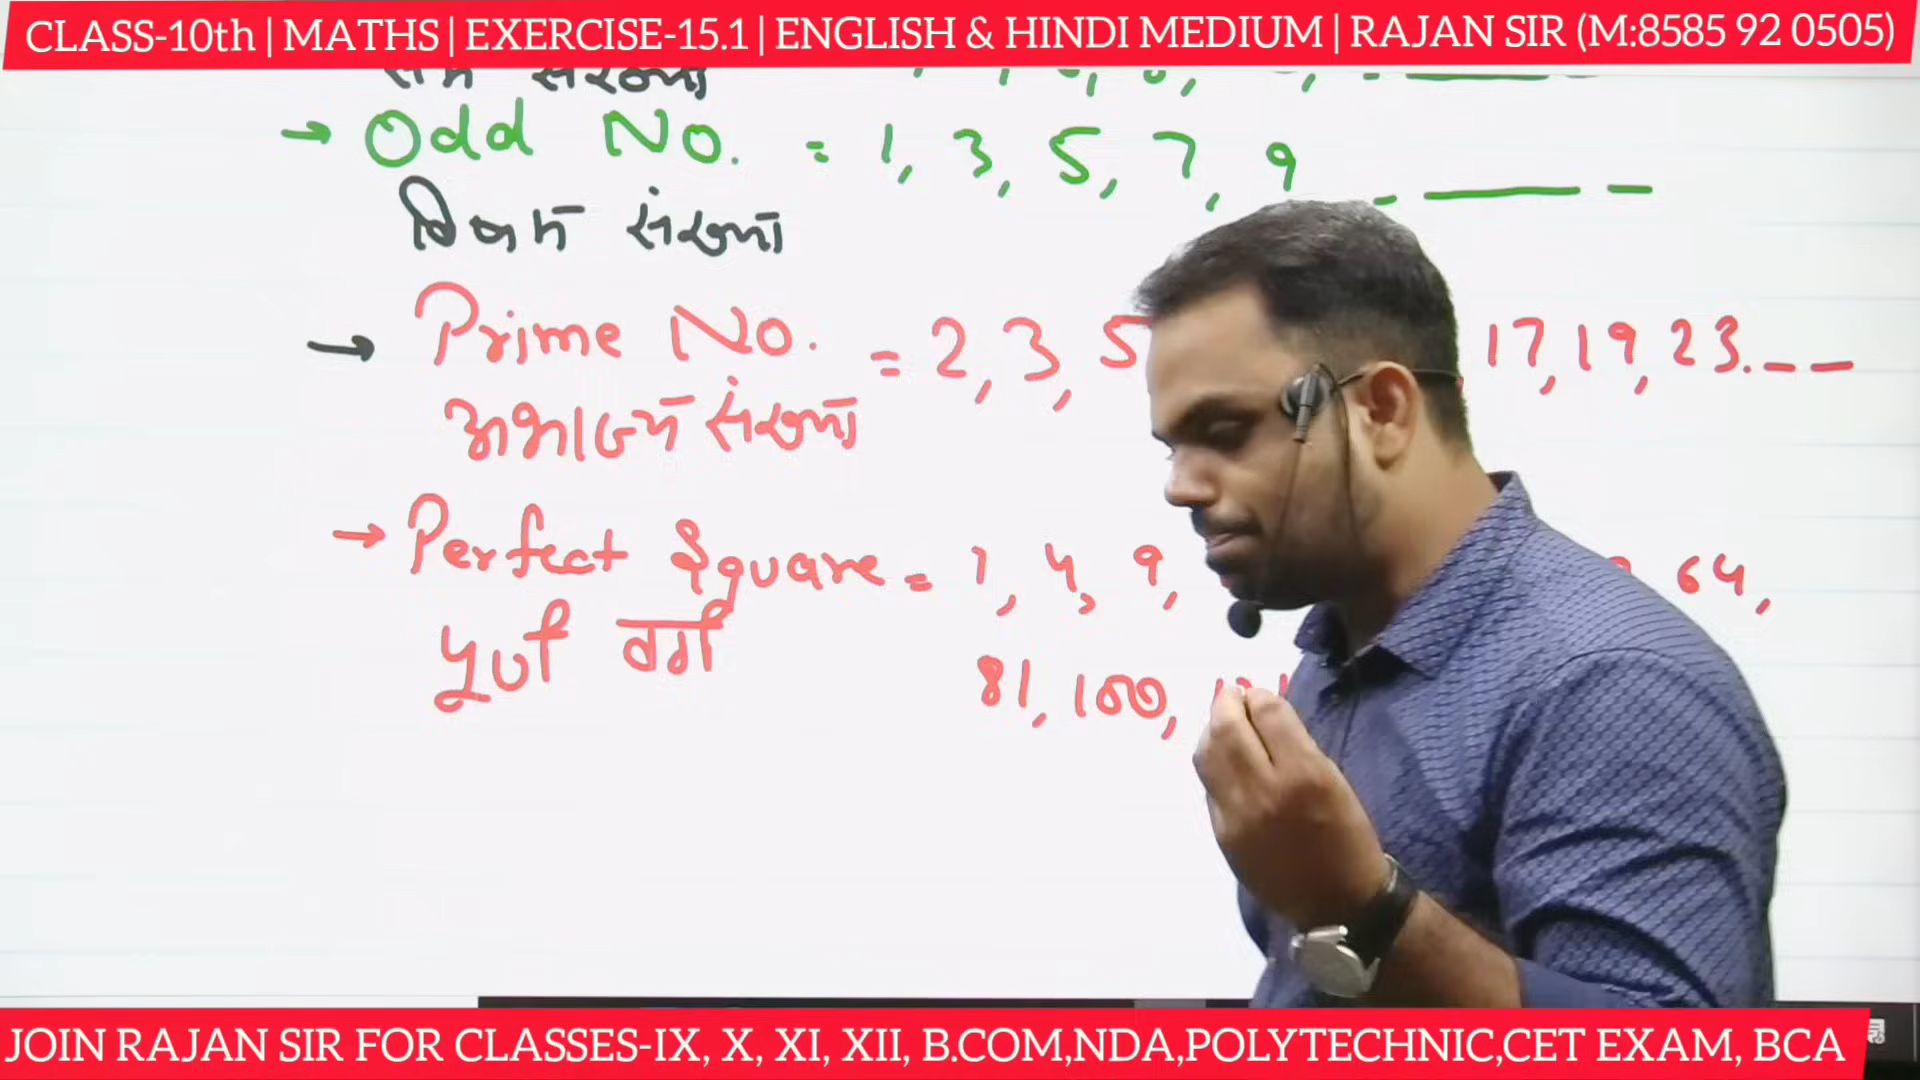 CLASS-10th | MATHS | EXERCISE-15.1 | ENGLISH & HINDI MEDIUM | RAJAN SIR (M:8585 92 0505)
→ Odd No. = 1, 3, 5, 7, 9
विषम संख्या
→ Prime No. = 2, 3, 5 17, 19, 23.
अभाज्य संख्या
→ Perfect Square = 1, 4, 9, 64,
पूर्ण वर्ग
81, 100,
JOIN RAJAN SIR FOR CLASSES-IX, X, XI, XII, B.COM,NDA,POLYTECHNIC,CET EXAM, BCA